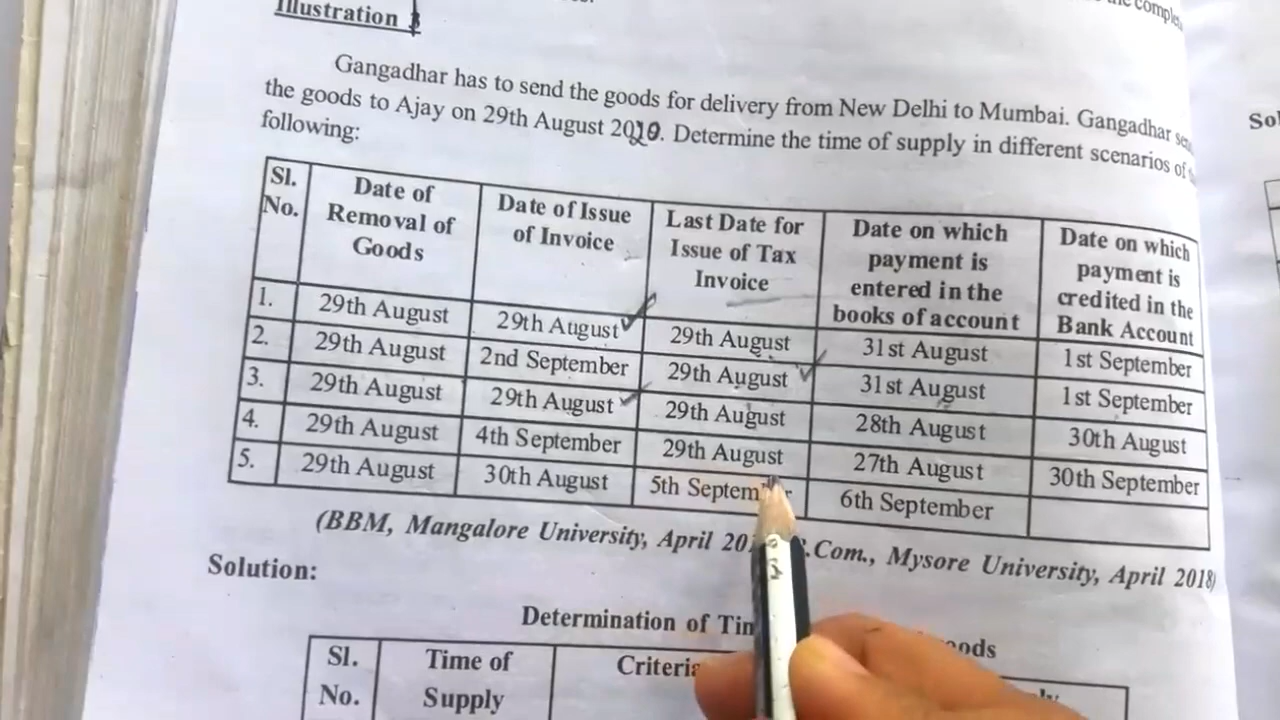 the comple
Illustration
Gangadhar has to send the goods for delivery from New Delhi to Mumbai. Gangadhar
the goods to Ajay on 29th August 2020. Determine the time of supply in different scenarios of
following:
Sl. No. Date of Removal of Goods Date of Issue of Invoice Last Date for Issue of Tax Invoice Date on which payment is entered in the books of account Date on which payment is credited in the Bank Account
1. 29th August 29th August 29th August 31st August 1st September
2. 29th August 2nd September 29th August 31st August 1st September
3. 29th August 29th August 29th August 28th August 30th August
4. 29th August 4th September 29th August 27th August 30th September
5. 29th August 30th August 5th Septem 6th September
(BBM, Mangalore University, April 20 .Com., Mysore University, April 2018)
Solution:
Determination of Tim ods
Sl. No. Time of Supply Criteria